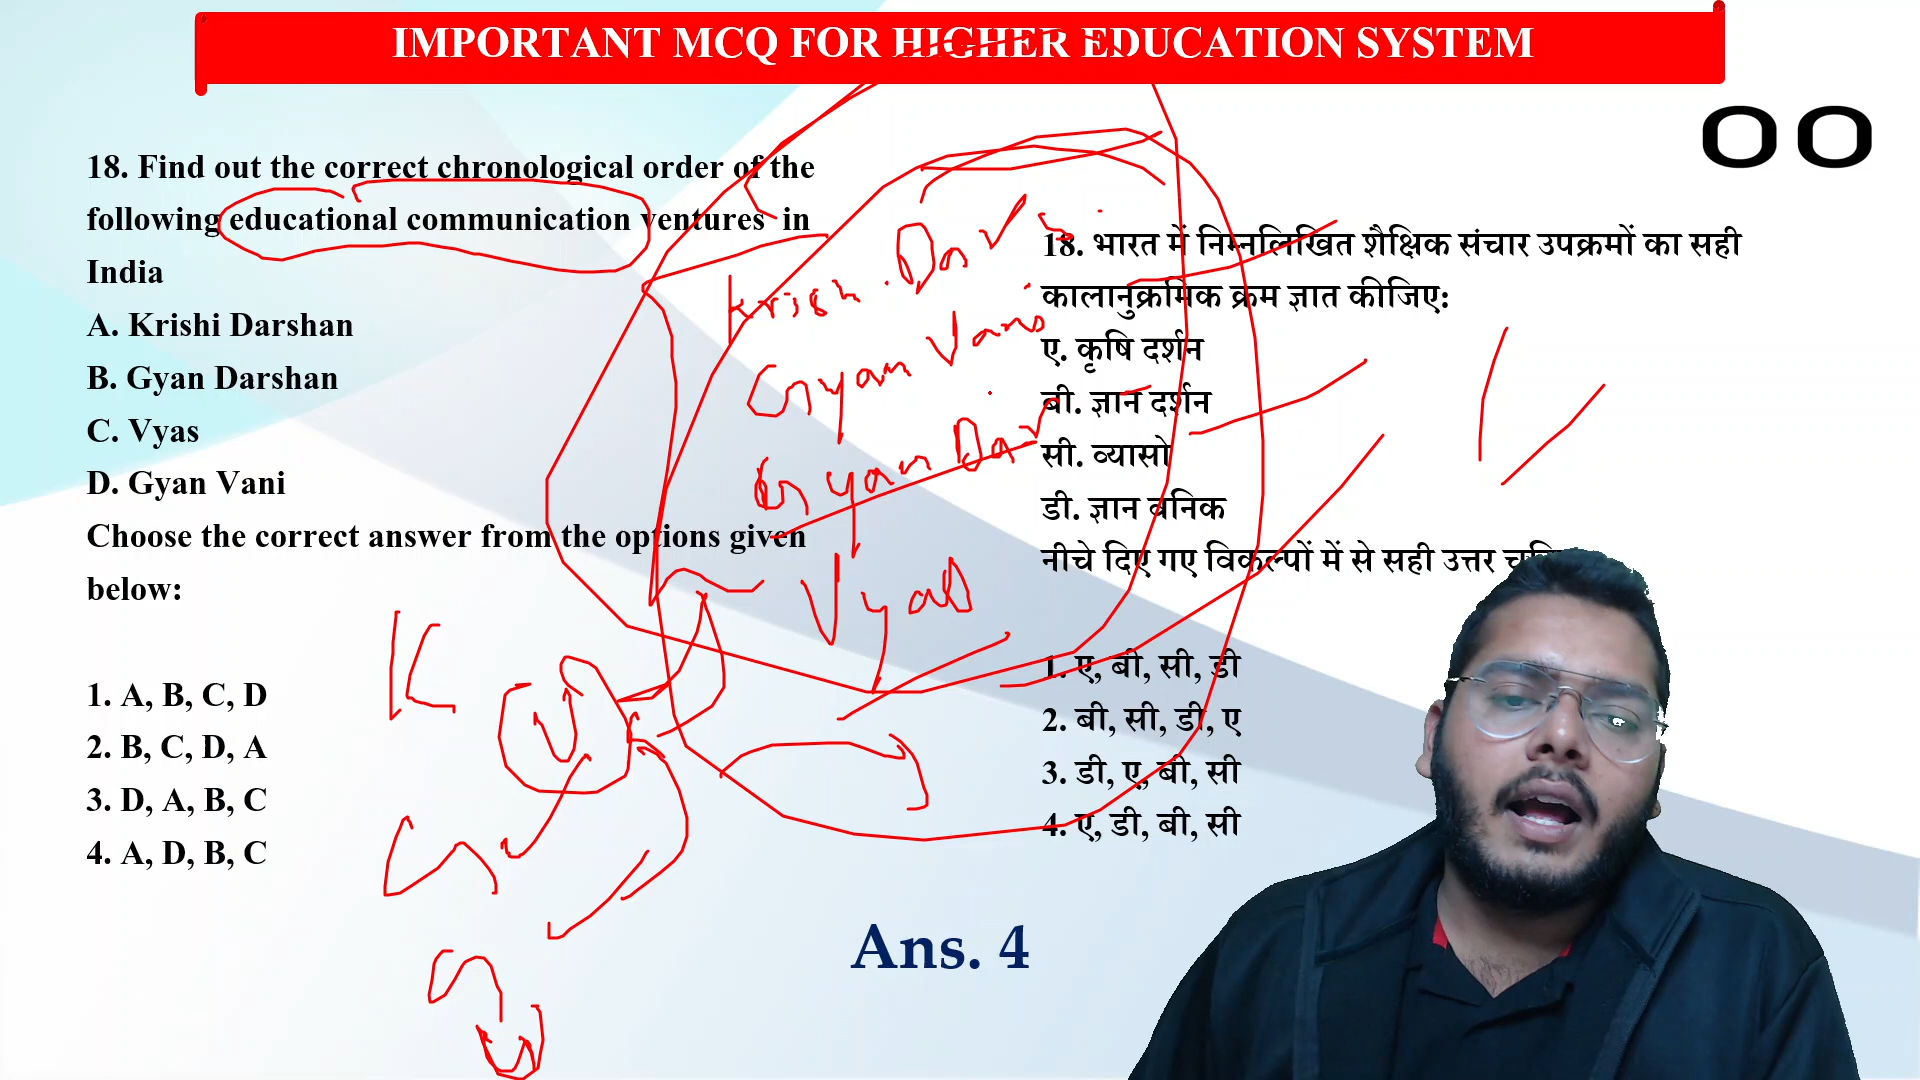 IMPORTANT MCQ FOR HIGHER EDUCATION SYSTEM
00
18. Find out the correct chronological order of the
following educational communication ventures in
India
A. Krishi Darshan
B. Gyan Darshan
C. Vyas
D. Gyan Vani
Choose the correct answer from the options given
below:
1. A, B, C, D
2. B, C, D, A
3. D, A, B, C
4. A, D, B, C
Gyan Vani
Gyan Dar
Vyas
18. भारत में निम्नलिखित शैक्षिक संचार उपक्रमों का सही
कालानुक्रमिक क्रम ज्ञात कीजिए:
ए. कृषि दर्शन
बी. ज्ञान दर्शन
सी. व्यासो
डी. ज्ञान वनिक
नीचे दिए गए विकल्पों में से सही उत्तर
1. ए, बी, सी, डी
2. बी, सी, डी, ए
3. डी, ए, बी, सी
4. ए, डी, बी, सी
Ans. 4